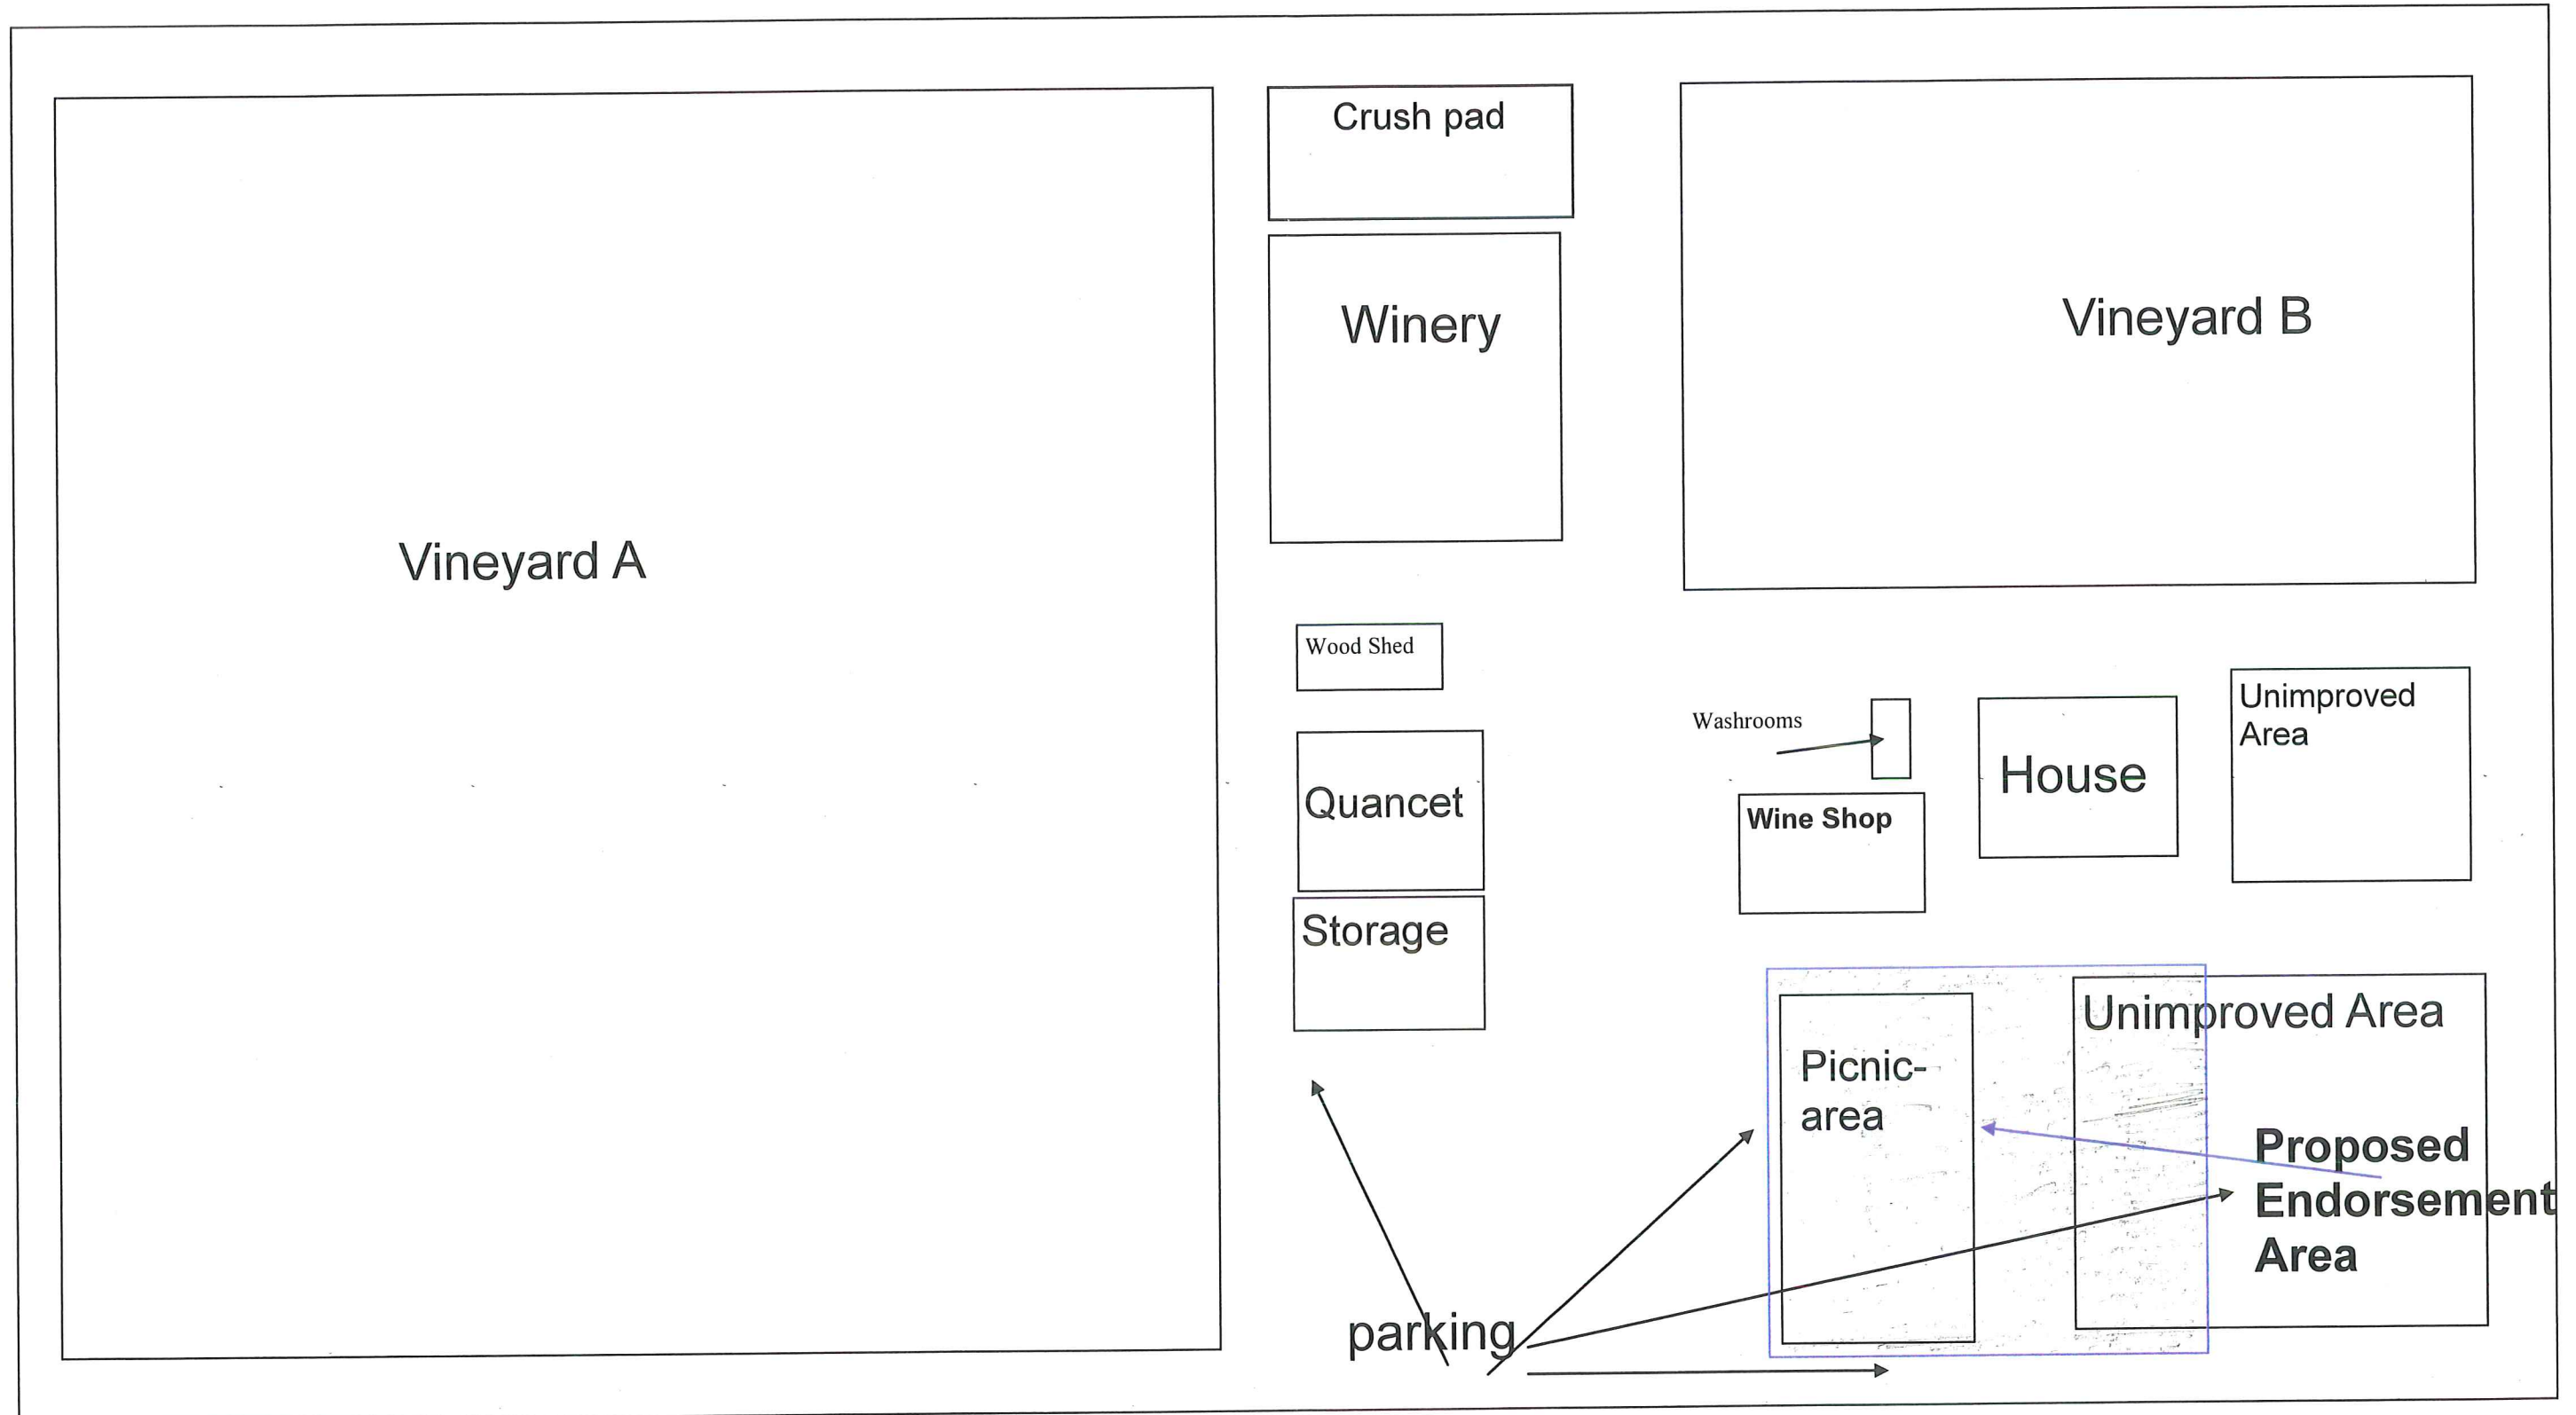 Crush pad
Winery
Vineyard B
Vineyard A
Wood Shed
Washrooms
House
Unimproved
Area
Quancet
Wine Shop
Storage
Unimproved Area
Picnic-
area
Proposed
Endorsement
Area
parking